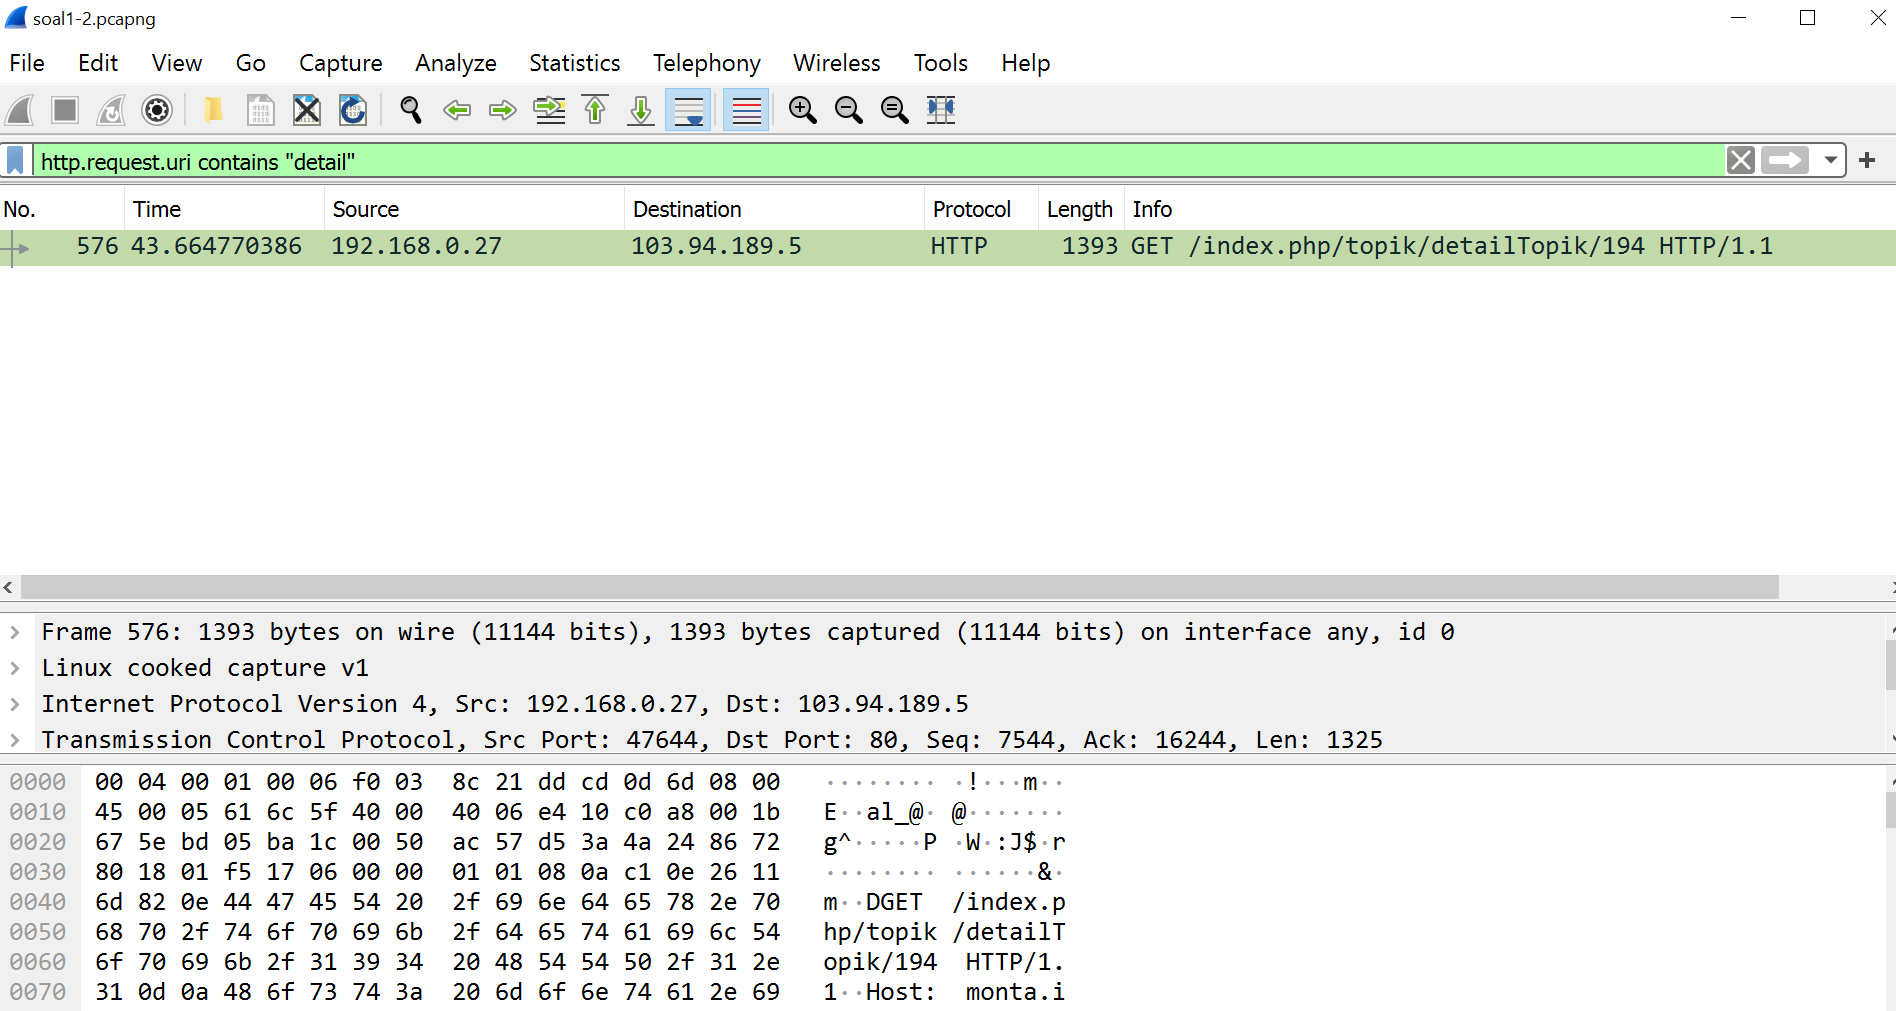 soal1-2.pcapng
File Edit View Go Capture Analyze Statistics Telephony Wireless Tools Help
http.request.uri contains "detail"
No. Time Source Destination Protocol Length Info
576 43.664770386 192.168.0.27 103.94.189.5 HTTP 1393 GET /index.php/topik/detailTopik/194 HTTP/1.1
Frame 576: 1393 bytes on wire (11144 bits), 1393 bytes captured (11144 bits) on interface any, id 0
Linux cooked capture v1
Internet Protocol Version 4, Src: 192.168.0.27, Dst: 103.94.189.5
Transmission Control Protocol, Src Port: 47644, Dst Port: 80, Seq: 7544, Ack: 16244, Len: 1325
0000 00 04 00 01 00 06 f0 03 8c 21 dd cd 0d 6d 08 00 ········ ·!···m··
0010 45 00 05 61 6c 5f 40 00 40 06 e4 10 c0 a8 00 1b E··al_@· @·······
0020 67 5e bd 05 ba 1c 00 50 ac 57 d5 3a 4a 24 86 72 g^·····P ·W·:J$·r
0030 80 18 01 f5 17 06 00 00 01 01 08 0a c1 0e 26 11 ········ ······&·
0040 6d 82 0e 44 47 45 54 20 2f 69 6e 64 65 78 2e 70 m··DGET /index.p
0050 68 70 2f 74 6f 70 69 6b 2f 64 65 74 61 69 6c 54 hp/topik /detailT
0060 6f 70 69 6b 2f 31 39 34 20 48 54 54 50 2f 31 2e opik/194 HTTP/1.
0070 31 0d 0a 48 6f 73 74 3a 20 6d 6f 6e 74 61 2e 69 1··Host: monta.i